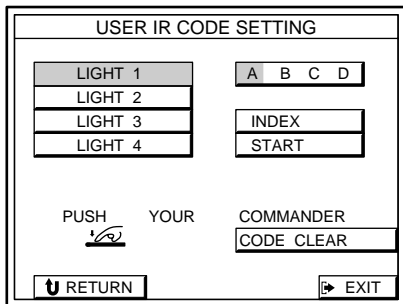 USER IR CODE SETTING
LIGHT 1
LIGHT 2
LIGHT 3
LIGHT 4
A B C D
INDEX
START
PUSH YOUR COMMANDER
CODE CLEAR
RETURN
EXIT